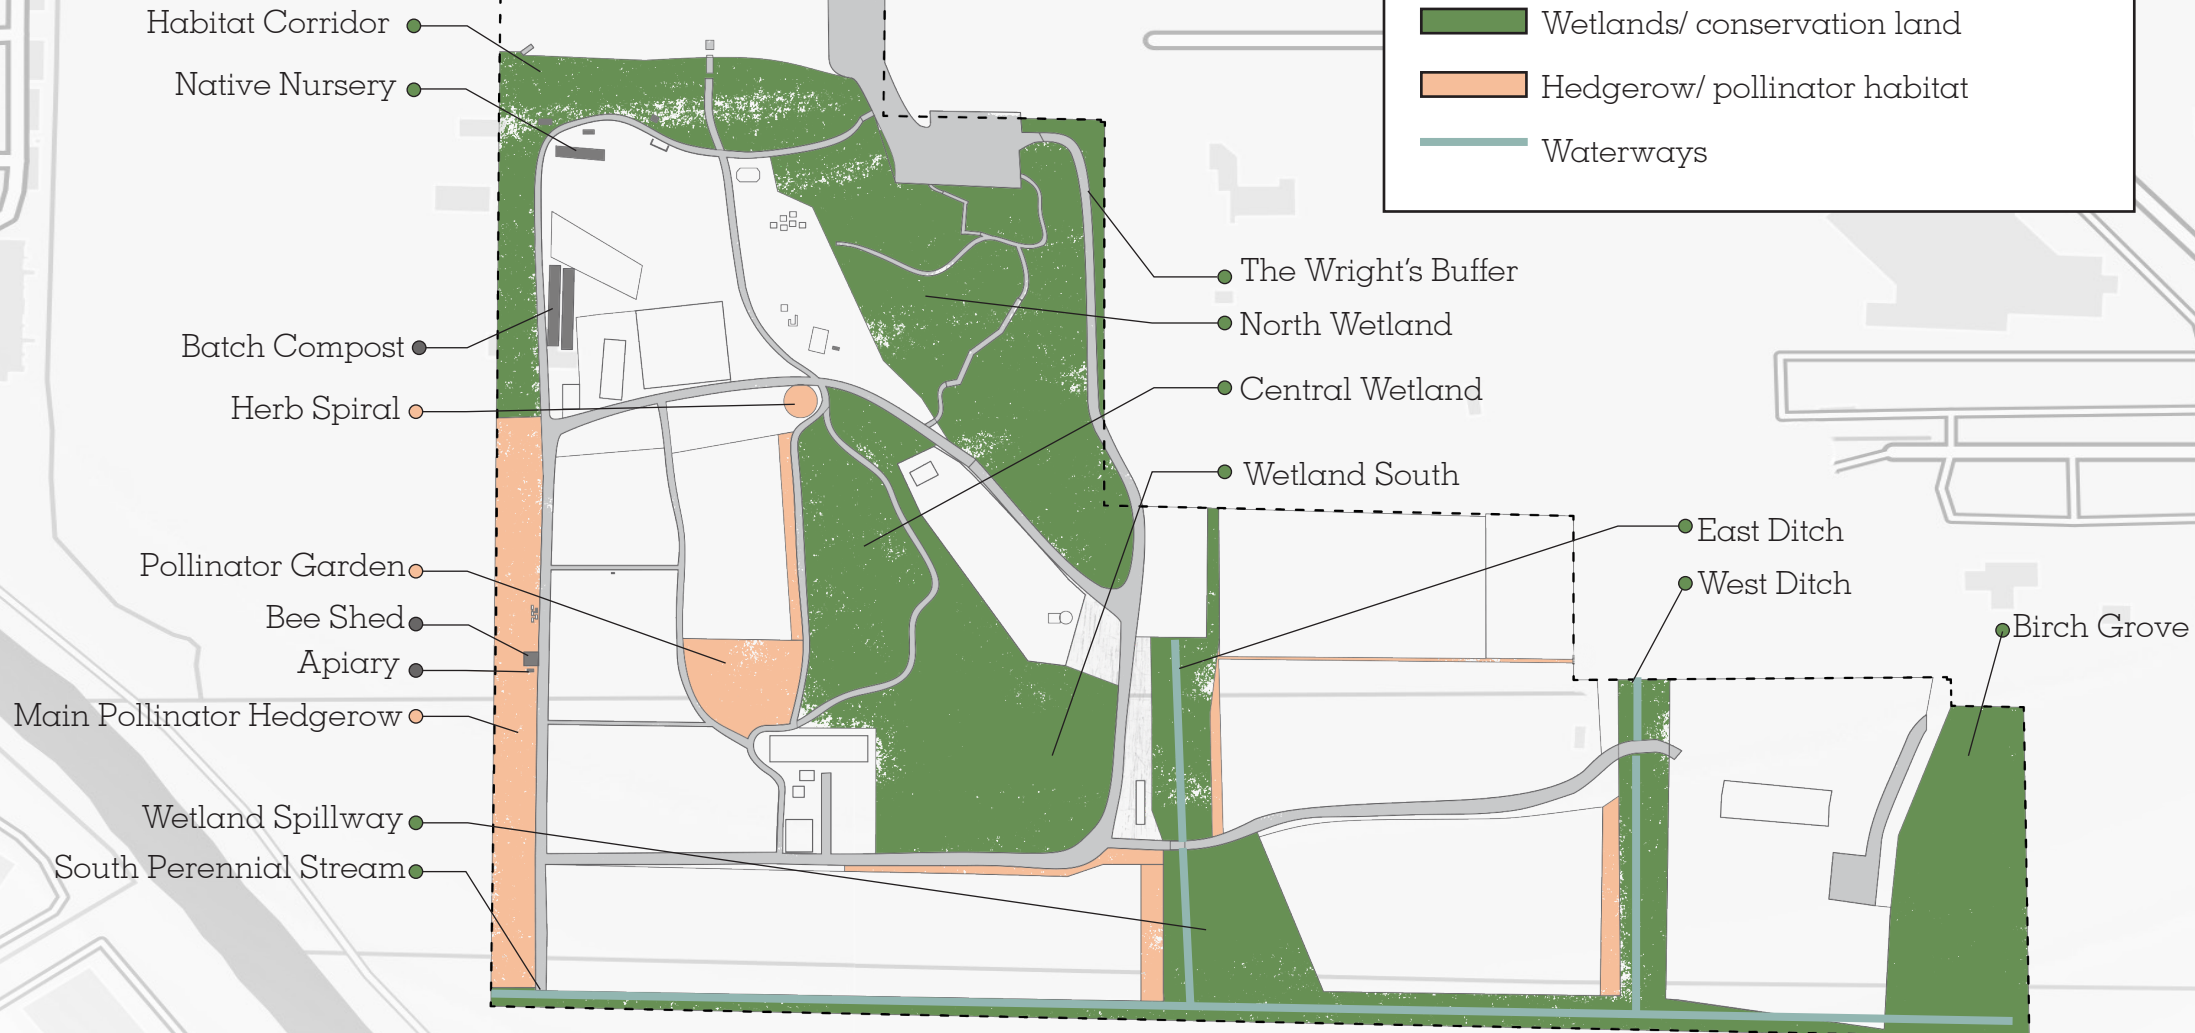 Habitat Corridor
Native Nursery
Batch Compost
Herb Spiral
Pollinator Garden
Bee Shed
Apiary
Main Pollinator Hedgerow
Wetland Spillway
South Perennial Stream
Wetlands/ conservation land
Hedgerow/ pollinator habitat
Waterways
The Wright's Buffer
North Wetland
Central Wetland
Wetland South
East Ditch
West Ditch
Birch Grove